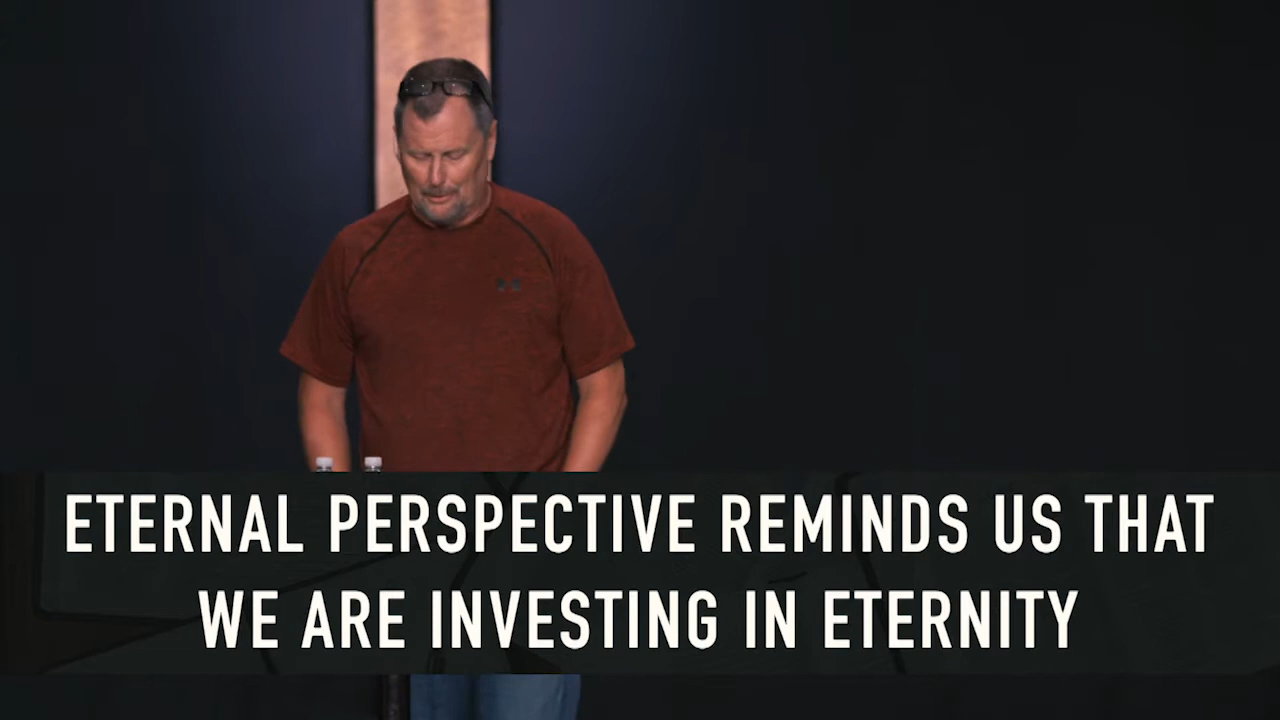 ETERNAL PERSPECTIVE REMINDS US THAT
WE ARE INVESTING IN ETERNITY